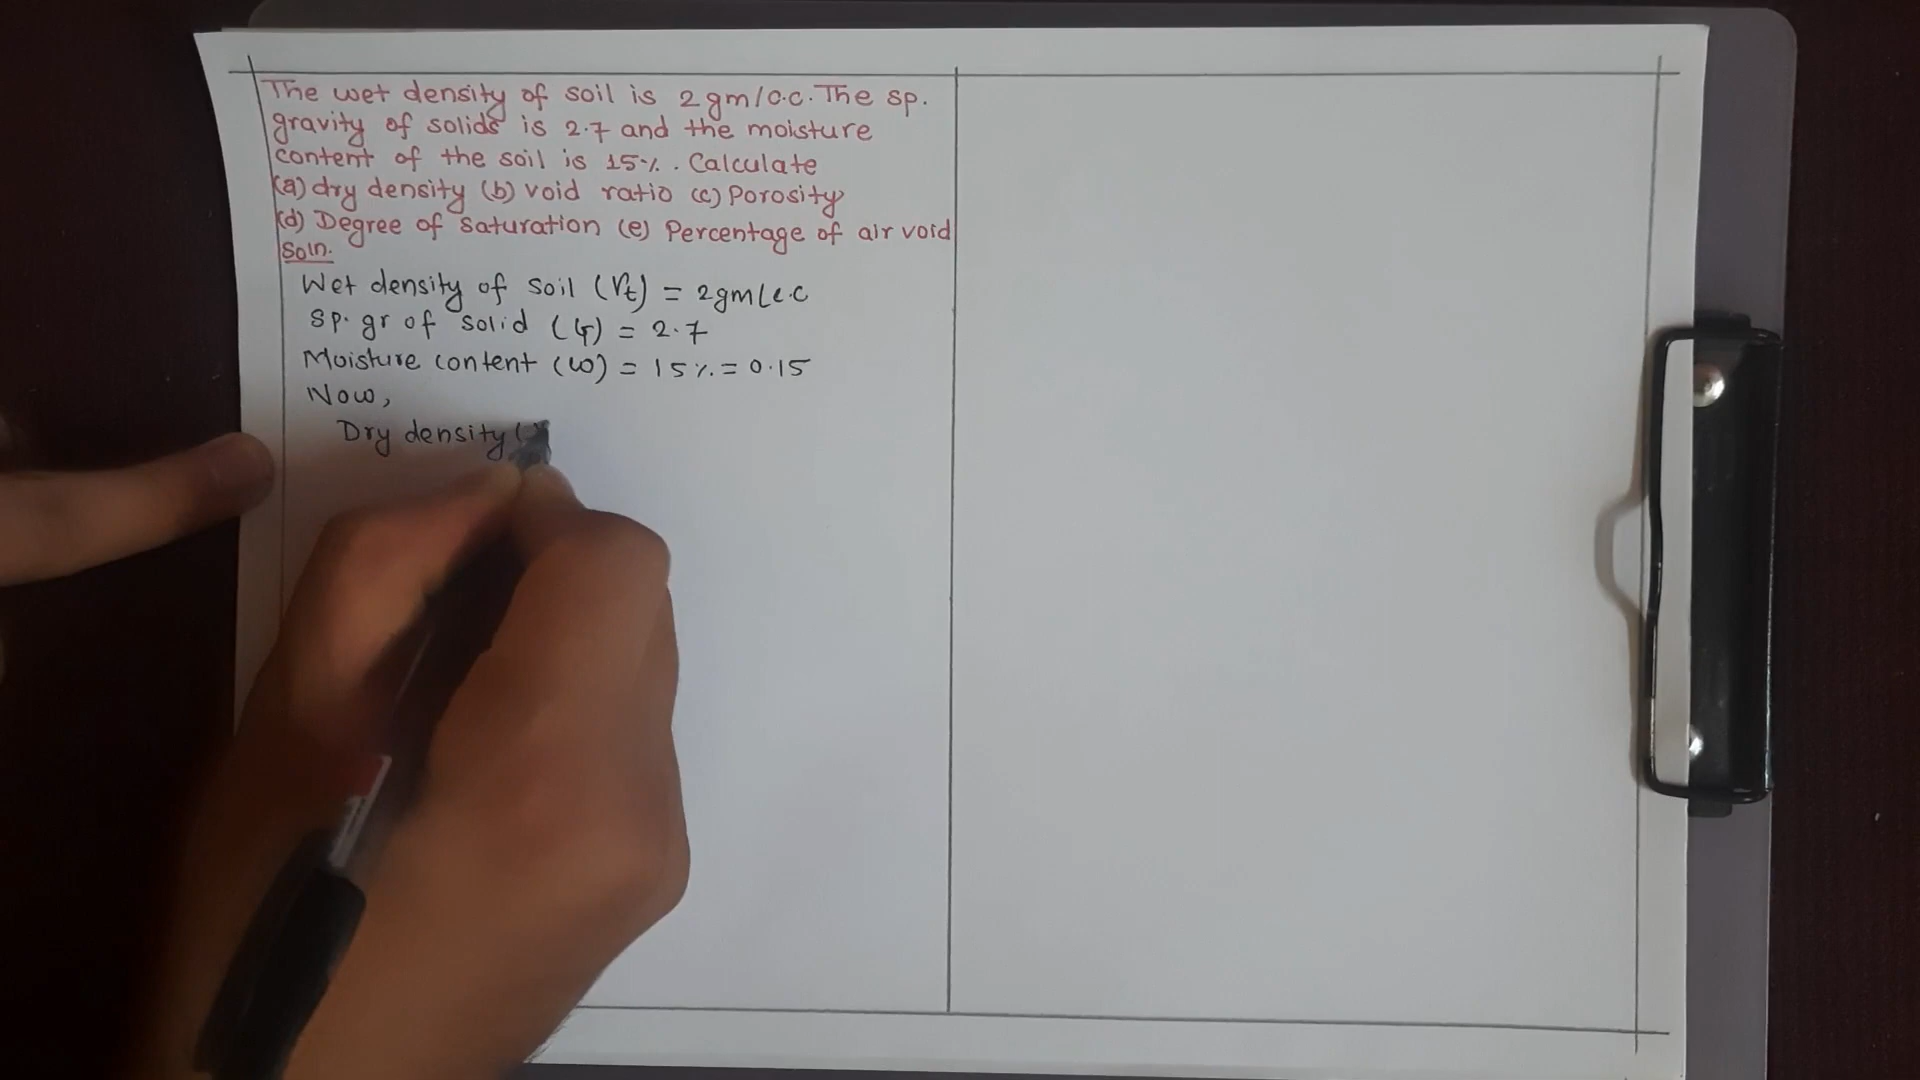 The wet density of soil is 2gm/c.c. The sp.
gravity of solids is 2.7 and the moisture
content of the soil is 15%. Calculate
(a) dry density (b) void ratio (c) Porosity
(d) Degree of saturation (e) Percentage of air void
Soln.
Wet density of soil (γt) = 2gm/c.c
Sp. gr of solid (G) = 2.7
Moisture content (w) = 15% = 0.15
Now,
Dry density (